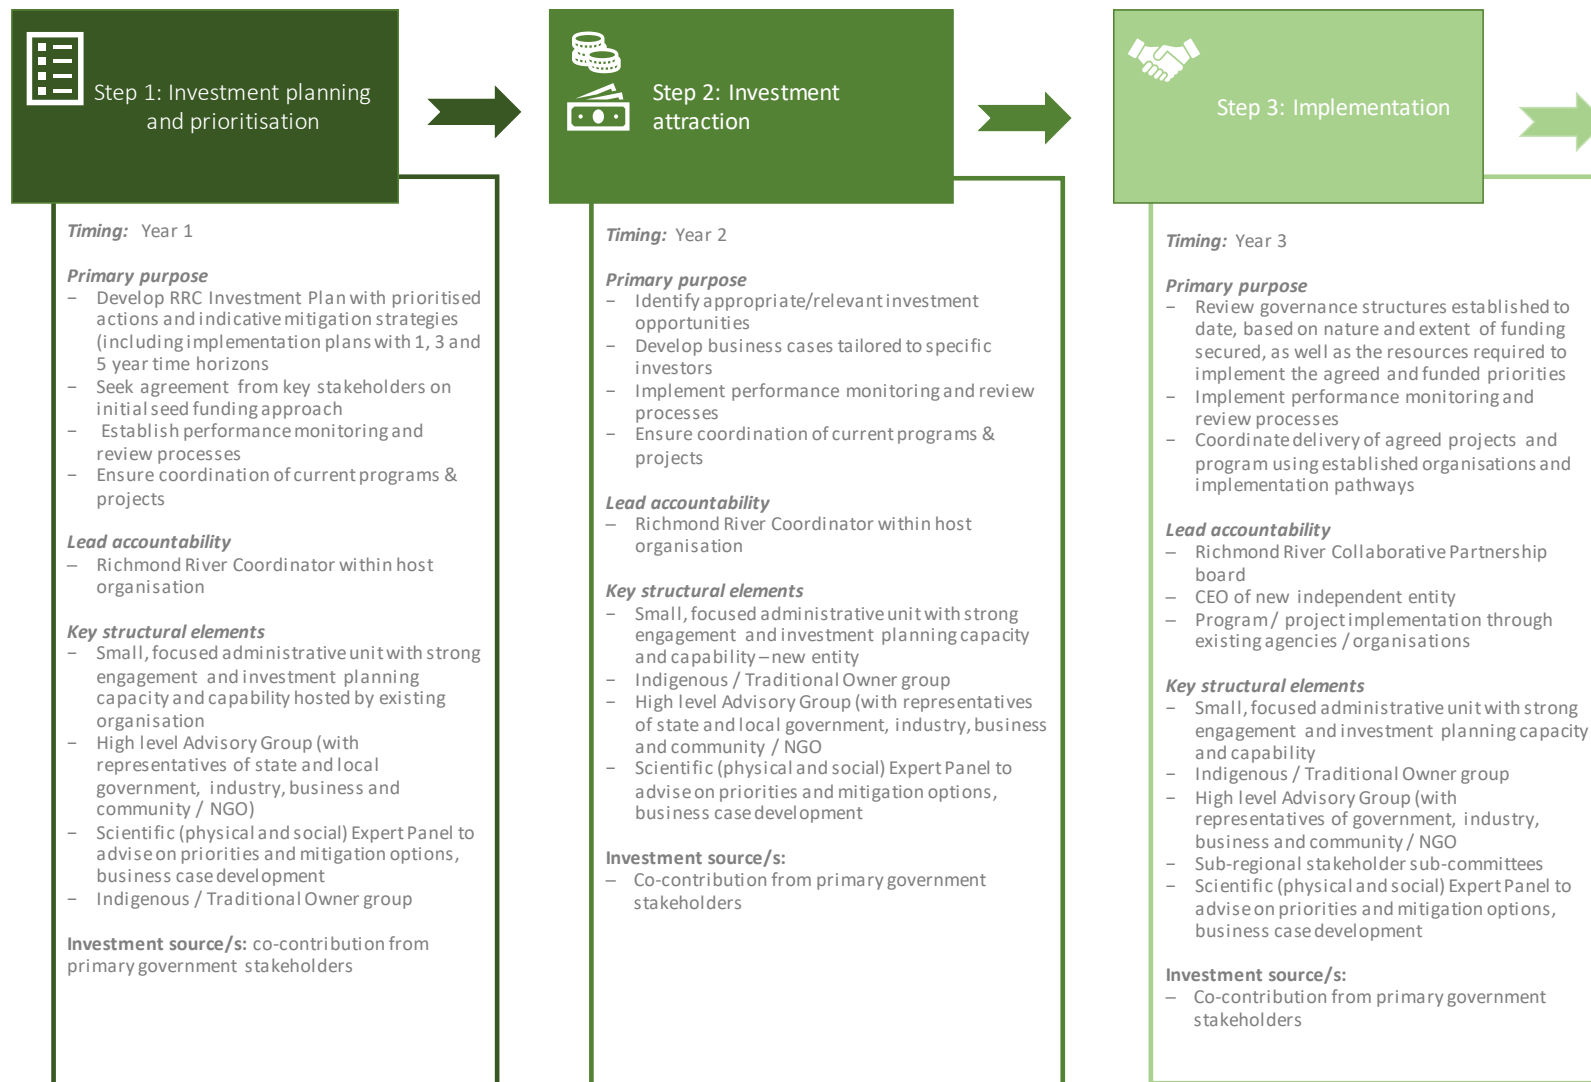 Step 1: Investment planning
and prioritisation
Timing: Year 1
Primary purpose
– Develop RRC Investment Plan with prioritised
actions and indicative mitigation strategies
(including implementation plans with 1, 3 and
5 year time horizons
– Seek agreement from key stakeholders on
initial seed funding approach
– Establish performance monitoring and
review processes
– Ensure coordination of current programs &
projects
Lead accountability
– Richmond River Coordinator within host
organisation
Key structural elements
– Small, focused administrative unit with strong
engagement and investment planning
capacity and capability hosted by existing
organisation
– High level Advisory Group (with
representatives of state and local
government, industry, business and
community / NGO)
– Scientific (physical and social) Expert Panel to
advise on priorities and mitigation options,
business case development
– Indigenous / Traditional Owner group
Investment source/s: co-contribution from
primary government stakeholders
Step 2: Investment
attraction
Timing: Year 2
Primary purpose
– Identify appropriate/relevant investment
opportunities
– Develop business cases tailored to specific
investors
– Implement performance monitoring and review
processes
– Ensure coordination of current programs &
projects
Lead accountability
– Richmond River Coordinator within host
organisation
Key structural elements
– Small, focused administrative unit with strong
engagement and investment planning capacity
and capability – new entity
– Indigenous / Traditional Owner group
– High level Advisory Group (with representatives
of state and local government, industry, business
and community / NGO
– Scientific (physical and social) Expert Panel to
advise on priorities and mitigation options,
business case development
Investment source/s:
– Co-contribution from primary government
stakeholders
Step 3: Implementation
Timing: Year 3
Primary purpose
– Review governance structures established to
date, based on nature and extent of funding
secured, as well as the resources required to
implement the agreed and funded priorities
– Implement performance monitoring and
review processes
– Coordinate delivery of agreed projects and
program using established organisations and
implementation pathways
Lead accountability
– Richmond River Collaborative Partnership
board
– CEO of new independent entity
– Program / project implementation through
existing agencies / organisations
Key structural elements
– Small, focused administrative unit with strong
engagement and investment planning capacity
and capability
– Indigenous / Traditional Owner group
– High level Advisory Group (with
representatives of government, industry,
business and community / NGO
– Sub-regional stakeholder sub-committees
– Scientific (physical and social) Expert Panel to
advise on priorities and mitigation options,
business case development
Investment source/s:
– Co-contribution from primary government
stakeholders